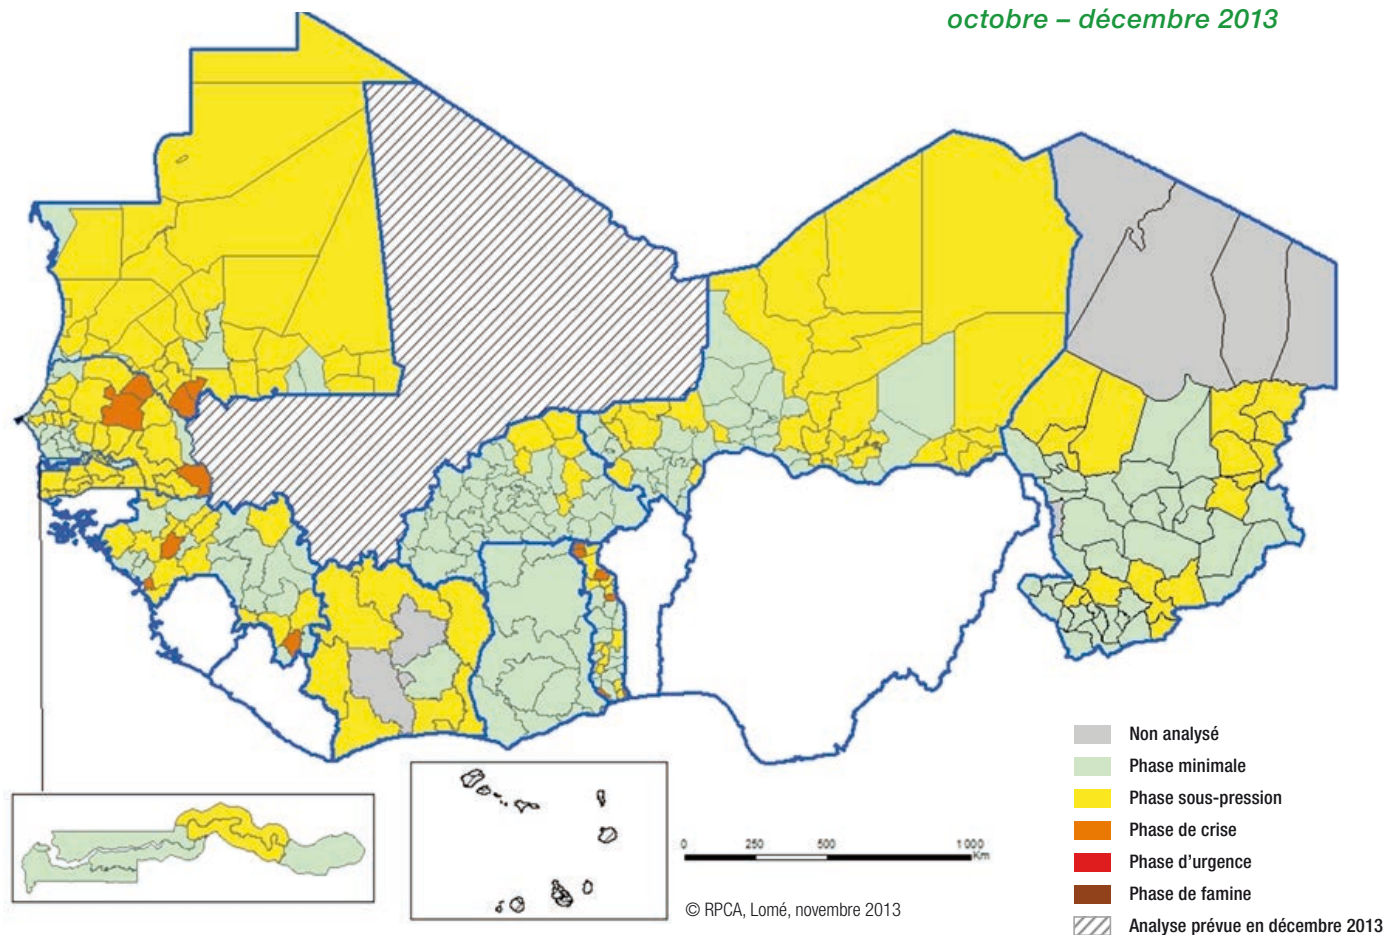 octobre – décembre 2013
Non analysé
Phase minimale
Phase sous-pression
Phase de crise
Phase d’urgence
Phase de famine
Analyse prévue en décembre 2013
0 250 500 1 000
Km
© RPCA, Lomé, novembre 2013